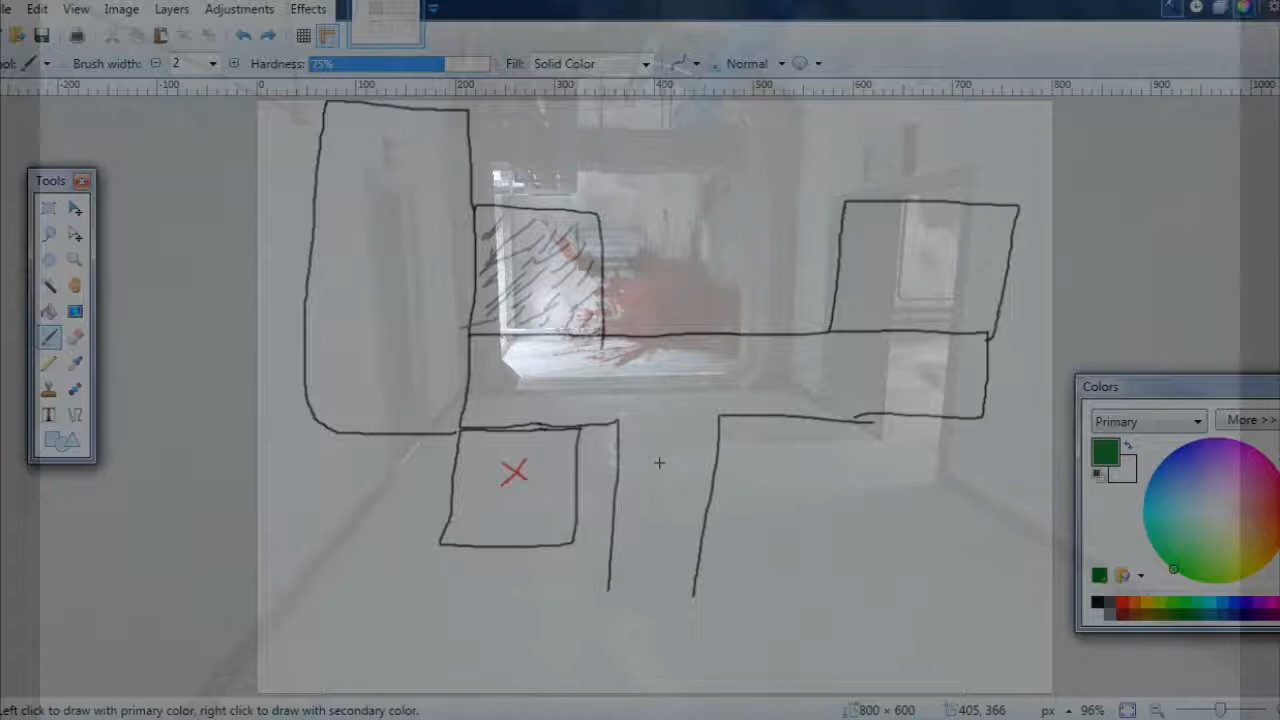 le Edit View Image Layers Adjustments Effects
ol: Brush width: 2 Hardness: 75% Fill: Solid Color Normal
-200 -100 0 100 200 300 400 500 600 700 800 900 1000
Tools
Colors
Primary
More >>
Left click to draw with primary color, right click to draw with secondary color.
800 × 600
405, 366
px
96%